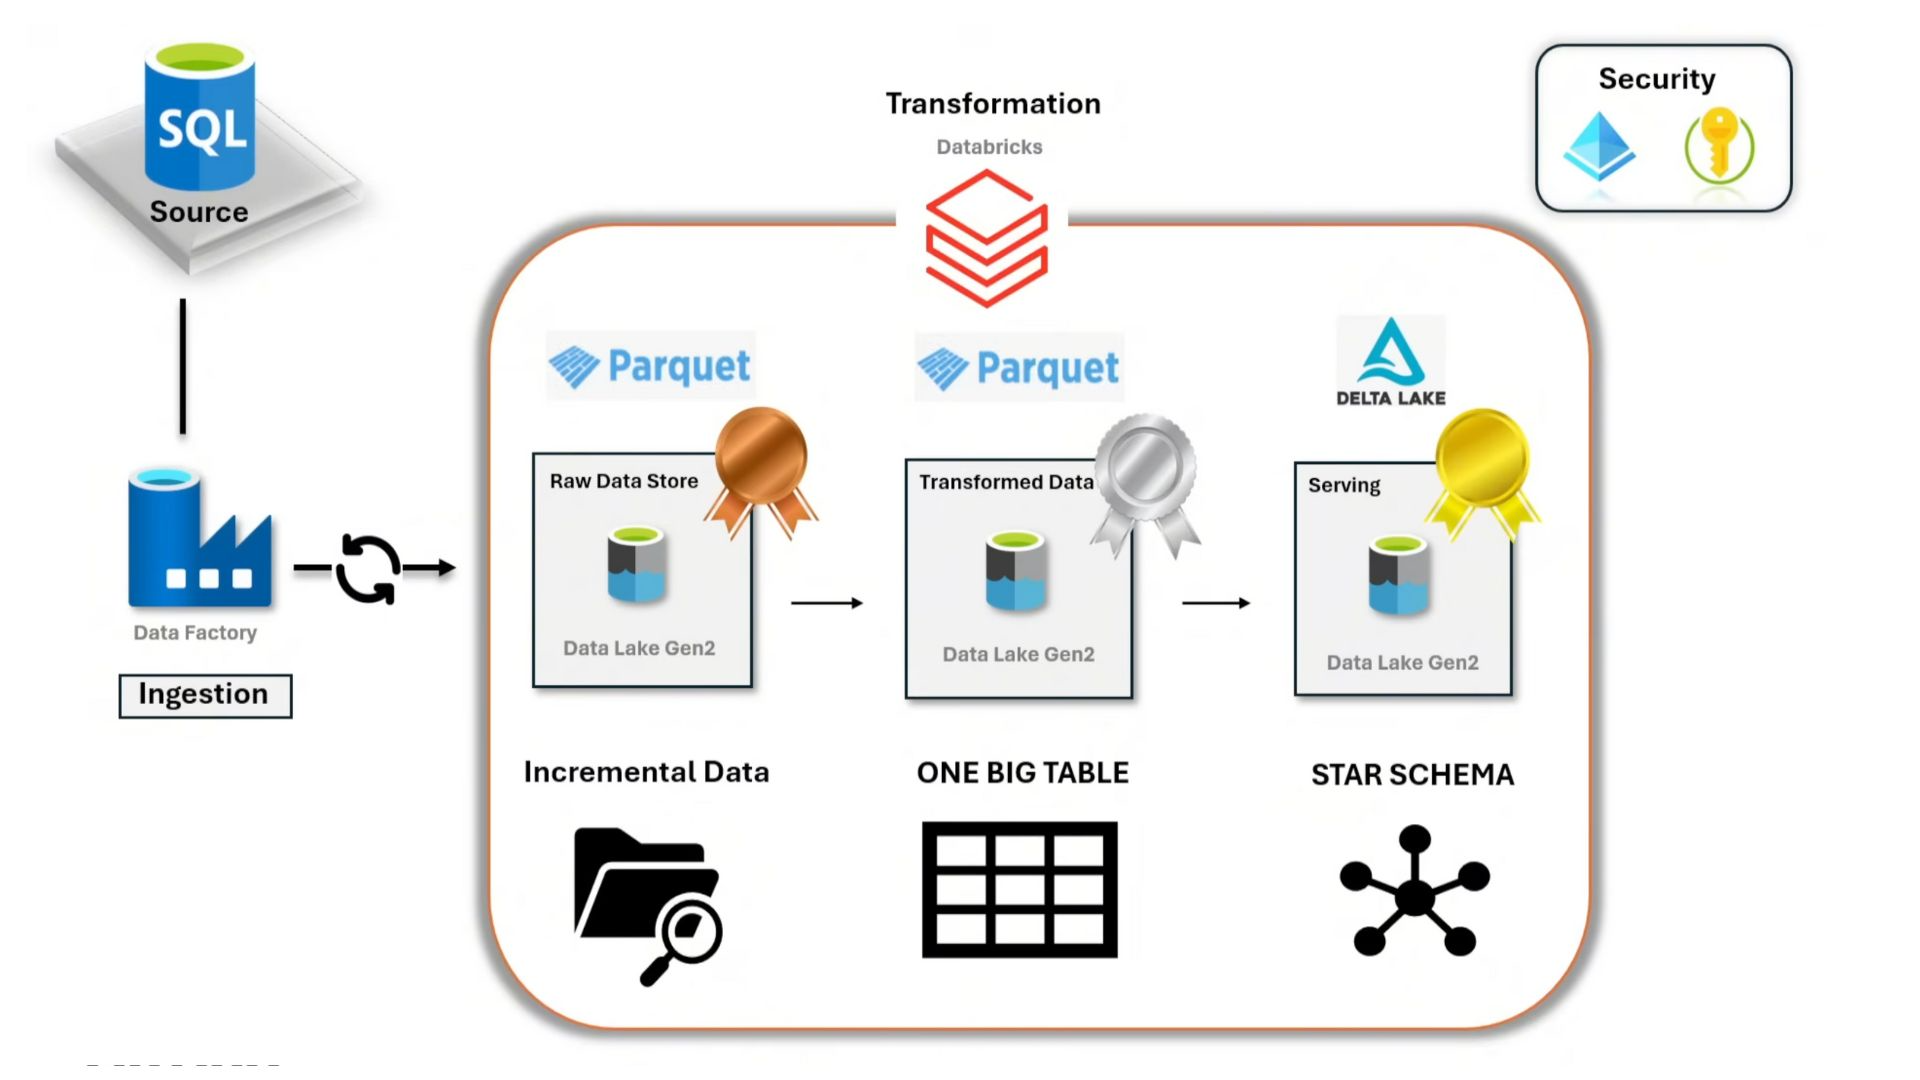 SQL
Source
Transformation
Databricks
Security
Parquet
Parquet
DELTA LAKE
Raw Data Store
Transformed Data
Serving
Data Lake Gen2
Data Lake Gen2
Data Lake Gen2
Data Factory
Ingestion
Incremental Data
ONE BIG TABLE
STAR SCHEMA